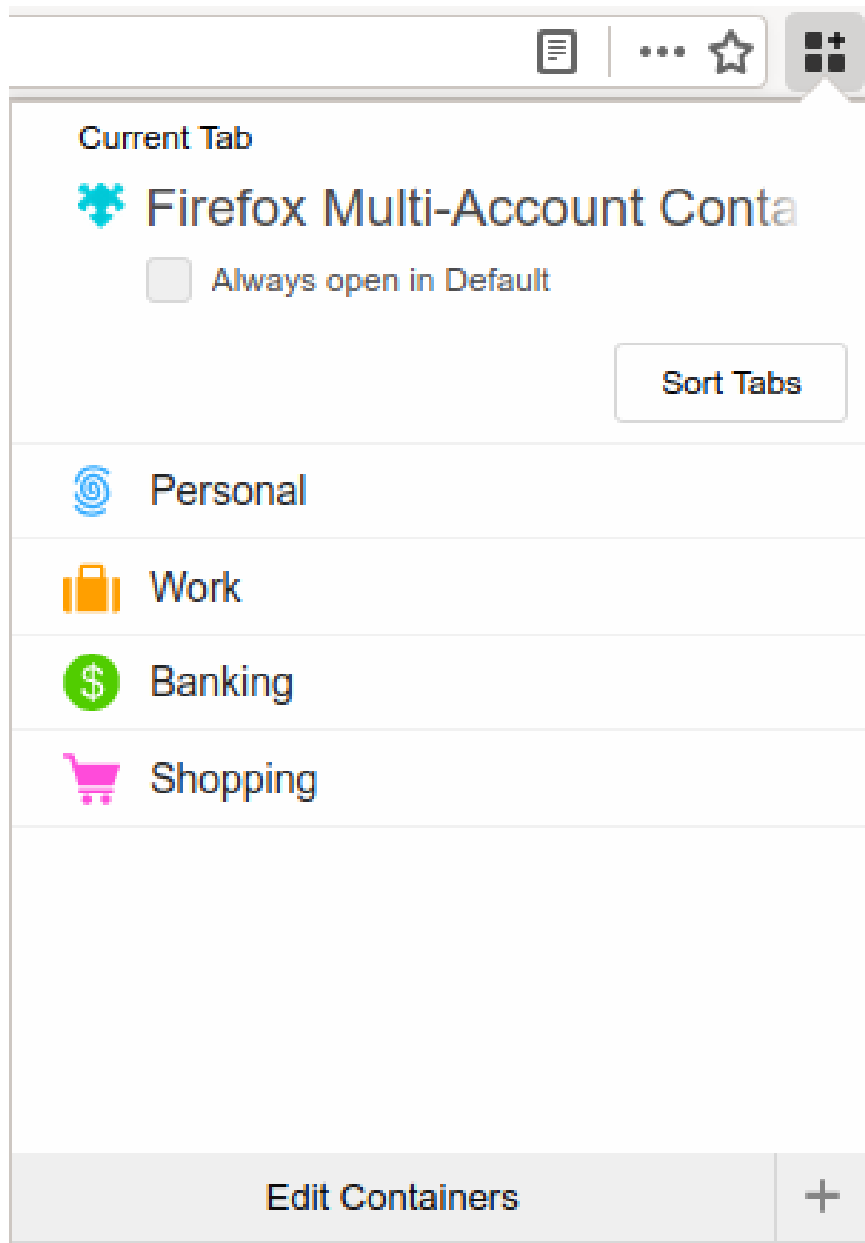 Current Tab
Firefox Multi-Account Conta
Always open in Default
Sort Tabs
Personal
Work
Banking
Shopping
Edit Containers